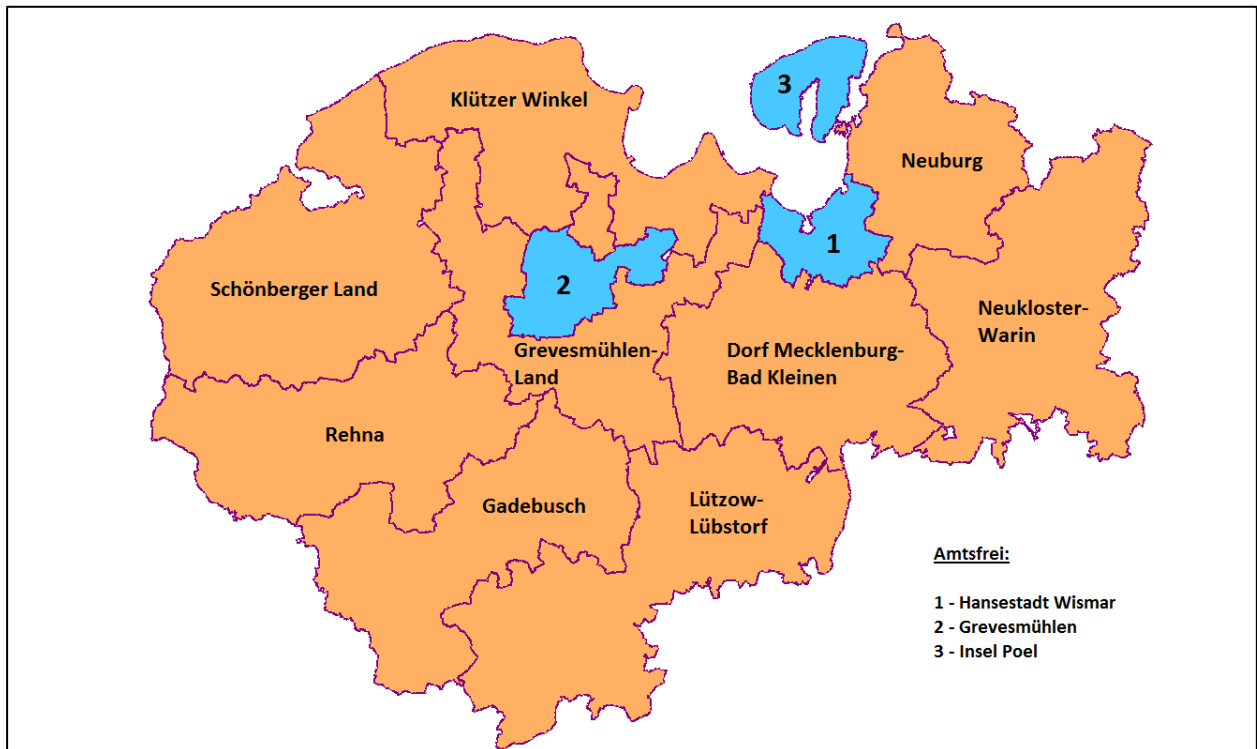 3
Klützer Winkel
Neuburg
1
Schönberger Land
2
Neukloster-
Warin
Grevesmühlen-
Land
Dorf Mecklenburg-
Bad Kleinen
Rehna
Gadebusch
Lützow-
Lübstorf
Amtsfrei:
1 - Hansestadt Wismar
2 - Grevesmühlen
3 - Insel Poel